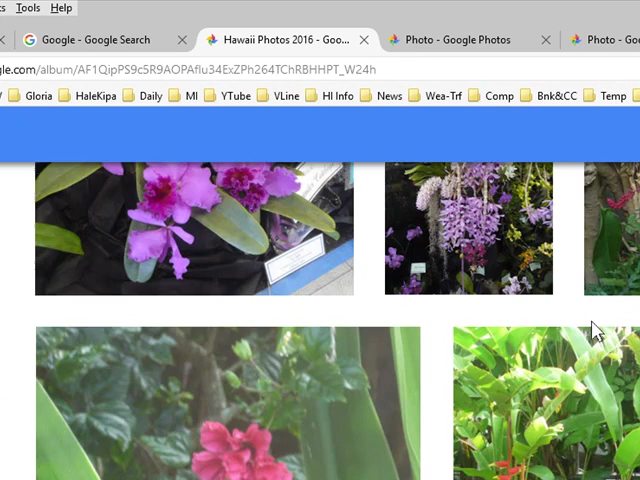 ts Tools Help
Google - Google Search
Hawaii Photos 2016 - Goo...
Photo - Google Photos
Photo - Goo
gle.com/album/AF1QipPS9c5R9AOPAflu34ExZPh264TChRBHHPT_W24h
Gloria HaleKipa Daily MI YTube VLine HI Info News Wea-Trf Comp Bnk&CC Temp